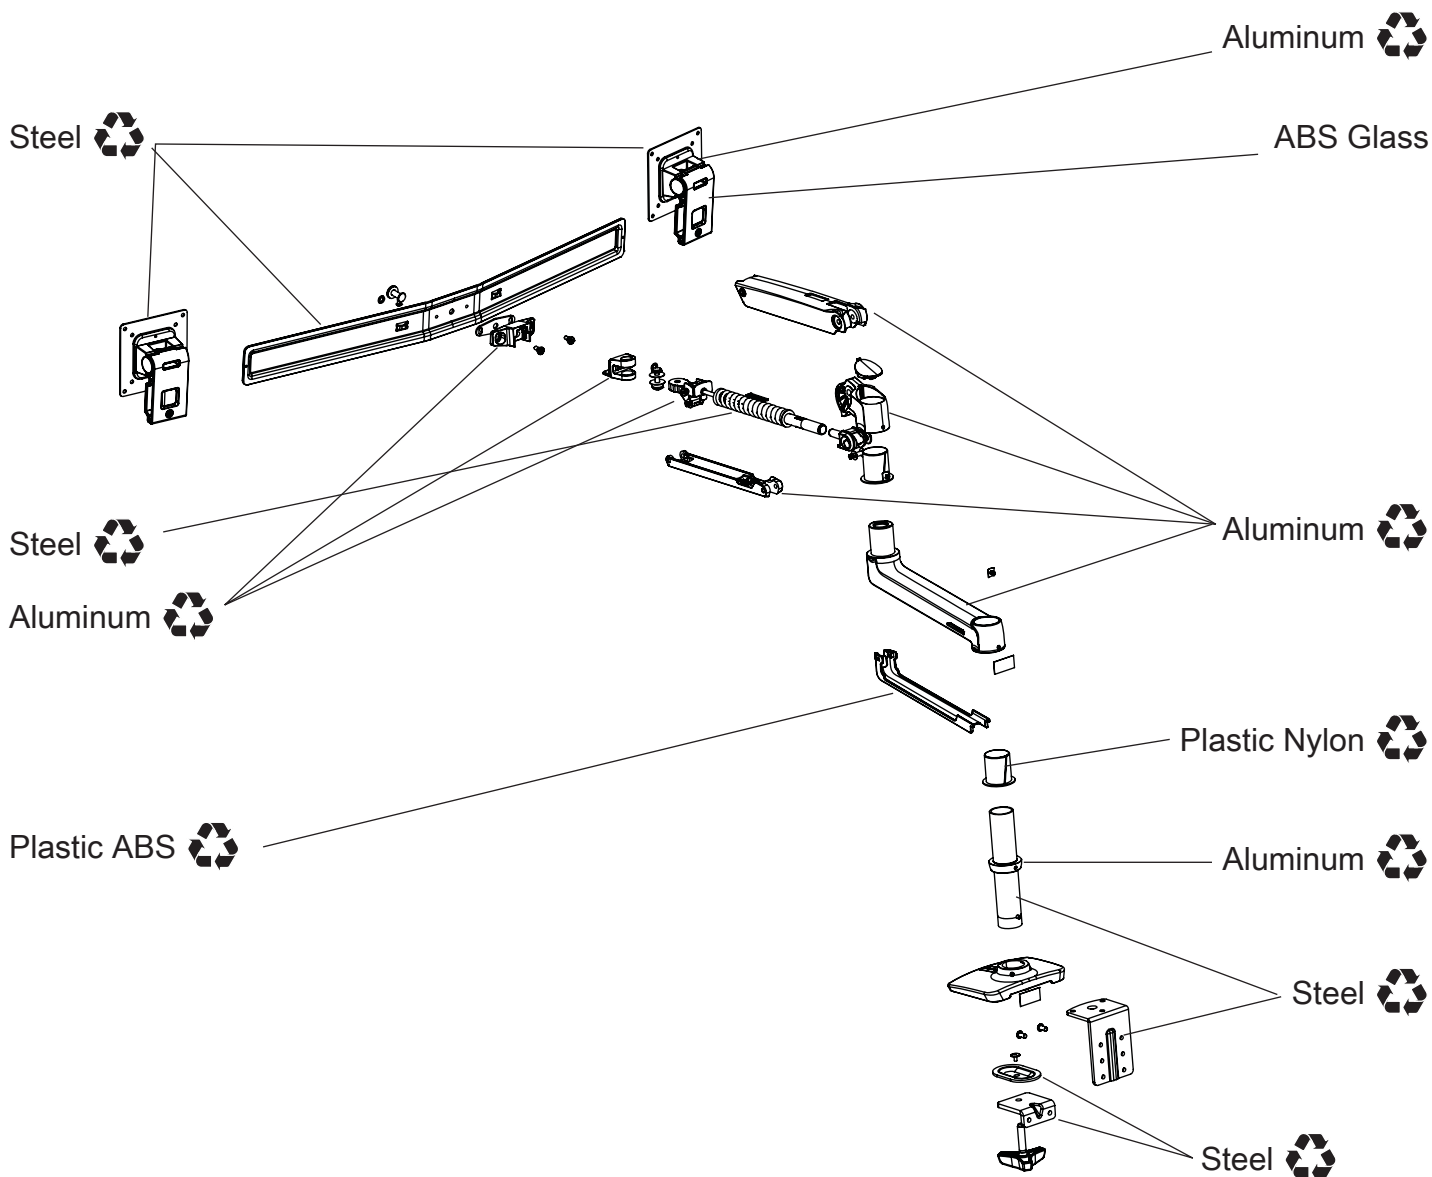 Aluminum
Steel
ABS Glass
Steel
Aluminum
Aluminum
Plastic Nylon
Plastic ABS
Aluminum
Steel
Steel